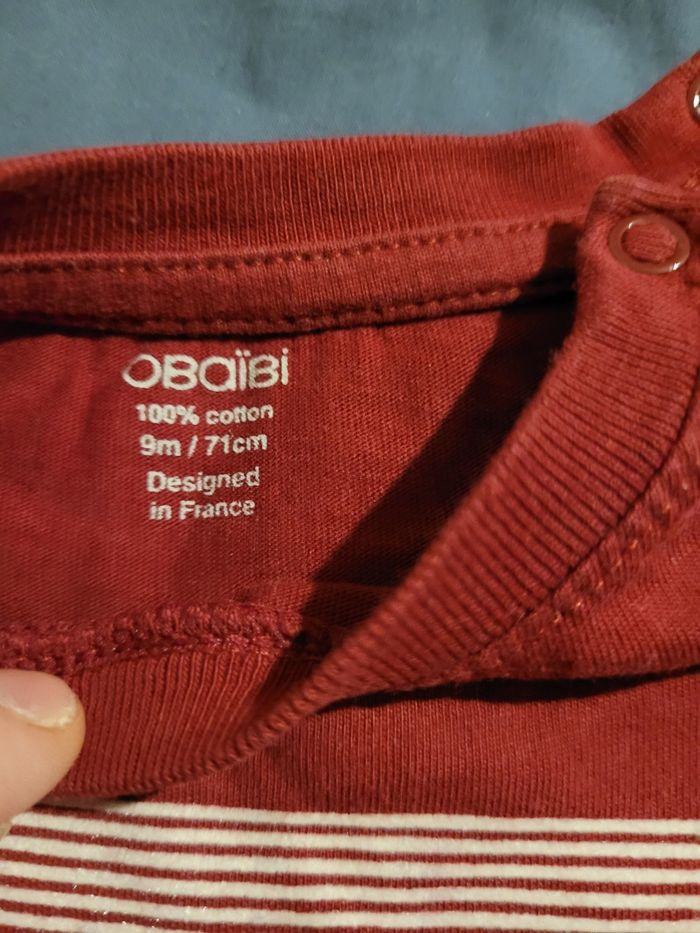 OBaïBi
100% cotton
9m / 71cm
Designed
in France